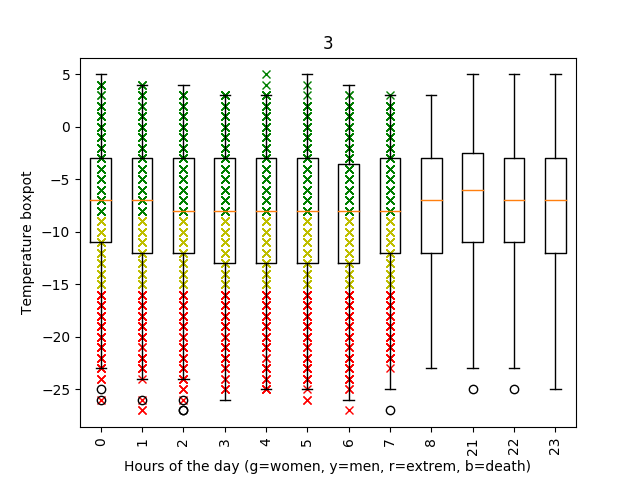 3
5
0
−5
−10
−15
−20
−25
Temperature boxpot
0 1 2 3 4 5 6 7 8 21 22 23
Hours of the day (g=women, y=men, r=extrem, b=death)